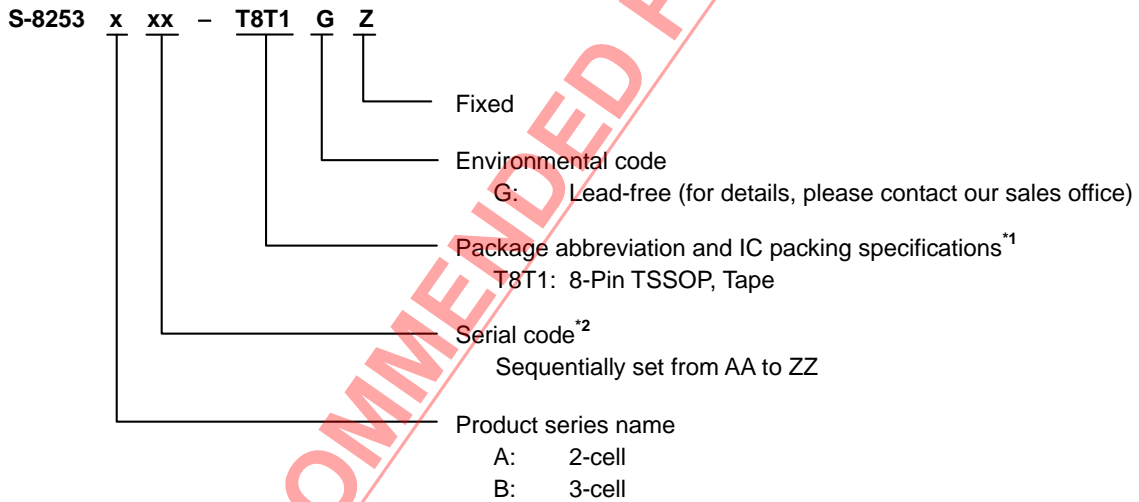 S-8253 x xx – T8T1 G Z
Fixed
Environmental code
G: Lead-free (for details, please contact our sales office)
Package abbreviation and IC packing specifications*1
T8T1: 8-Pin TSSOP, Tape
Serial code*2
Sequentially set from AA to ZZ
Product series name
A: 2-cell
B: 3-cell
OMMENDED